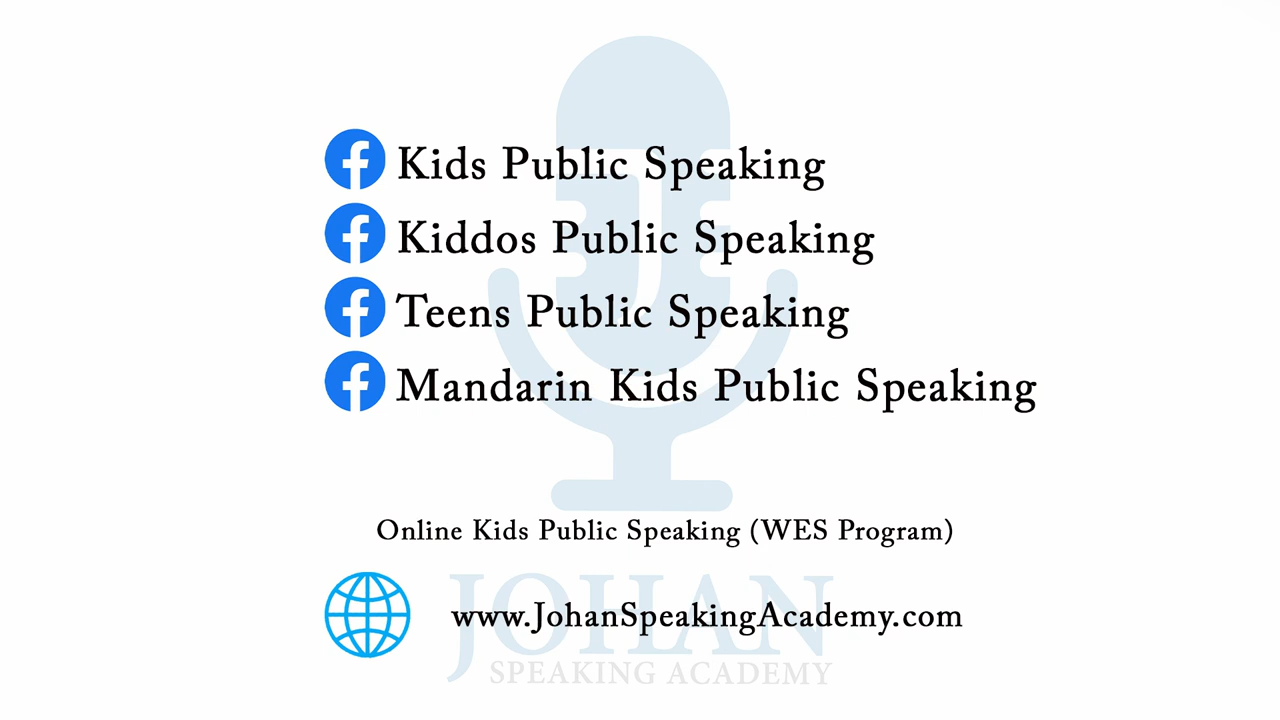 Kids Public Speaking
Kiddos Public Speaking
Teens Public Speaking
Mandarin Kids Public Speaking
Online Kids Public Speaking (WES Program)
www.JohanSpeakingAcademy.com
JOHAN
SPEAKING ACADEMY